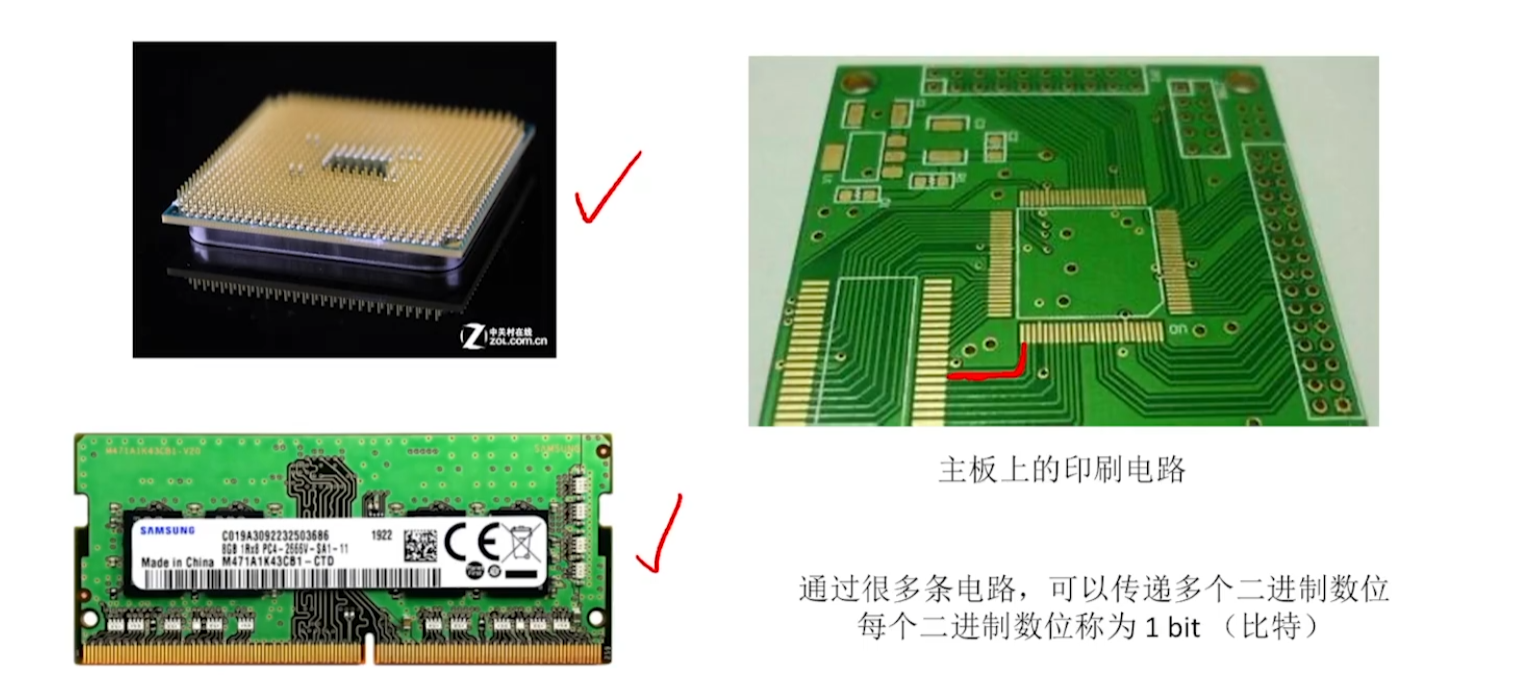 中关村在线
ZOL.COM.CN
主板上的印刷电路
M471A1K43CB1-V20
SAMSUNG
SAMSUNG
C019A3092232503686
1922
8GB 1Rx8 PC4-2666V-SA1-11
Made in China
M471A1K43CB1-CTD
通过很多条电路，可以传递多个二进制数位
每个二进制数位称为 1 bit （比特）